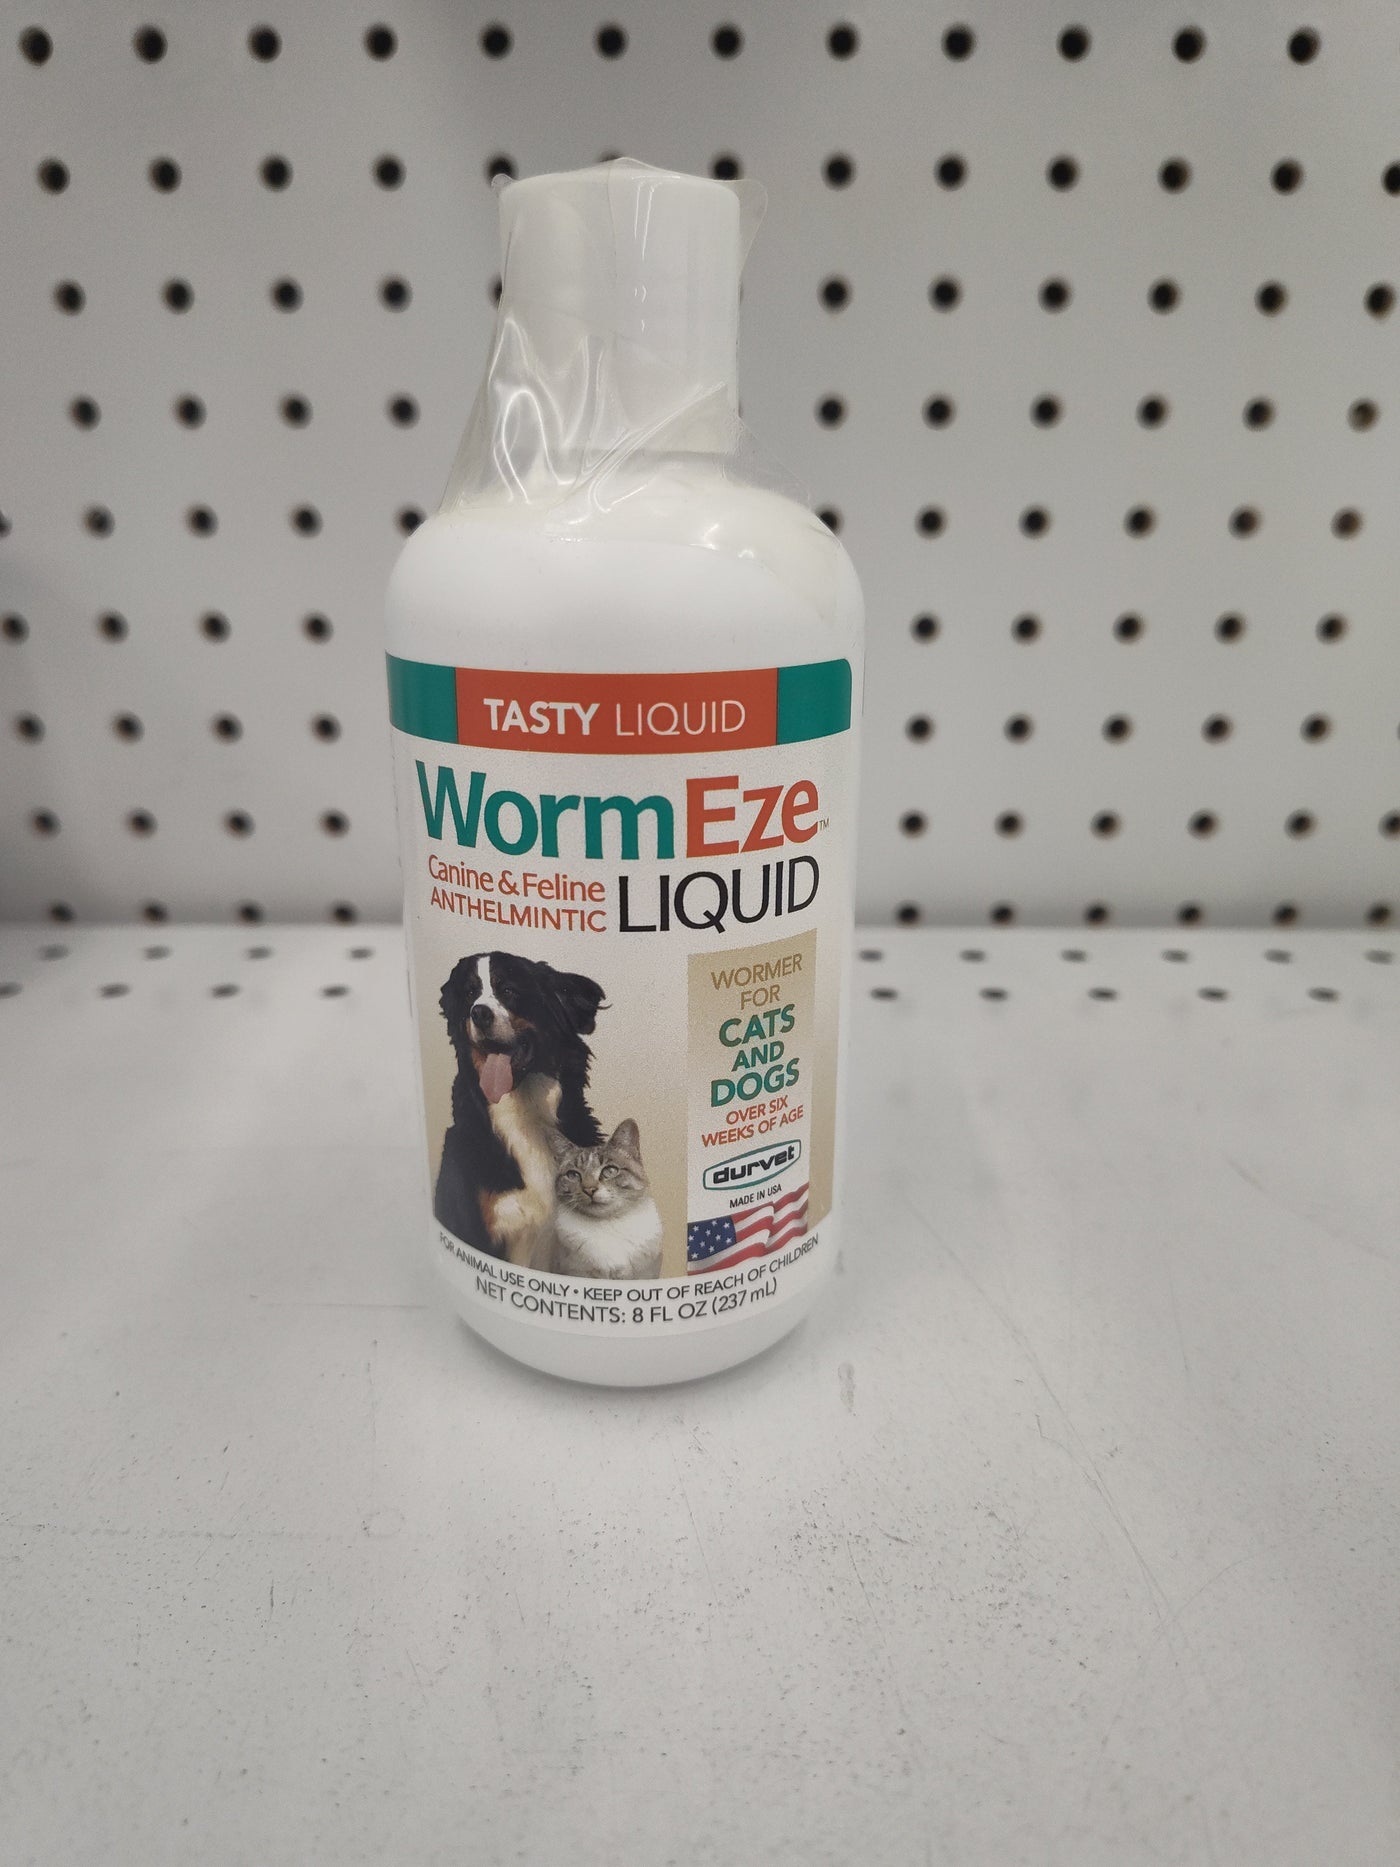 TASTY LIQUID
WormEze™
Canine & Feline
ANTHELMINTIC
LIQUID
WORMER
FOR
CATS
AND
DOGS
OVER SIX
WEEKS OF AGE
durvet
MADE IN USA
FOR ANIMAL USE ONLY • KEEP OUT OF REACH OF CHILDREN
NET CONTENTS: 8 FL OZ (237 mL)